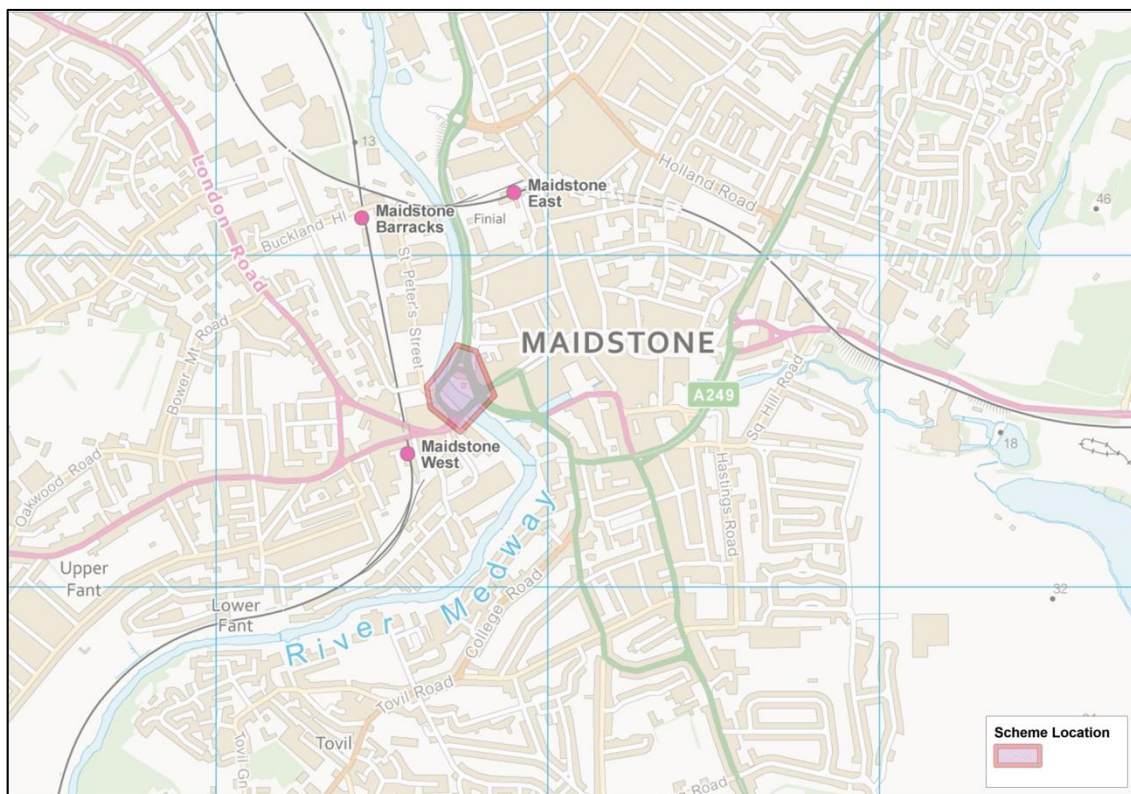 13
London Road
Holland Road
Maidstone
East
46
Maidstone
Barracks
Buckland Hl
Finial
St Peter's Street
Bower Mt Road
MAIDSTONE
A249
Sq Hill Road
18
Maidstone
West
Oakwood Road
Hastings Road
Upper
Fant
Lower
Fant
River Medway
College Road
32
Tovil Road
Tovil
Tovil Gn
Scheme Location